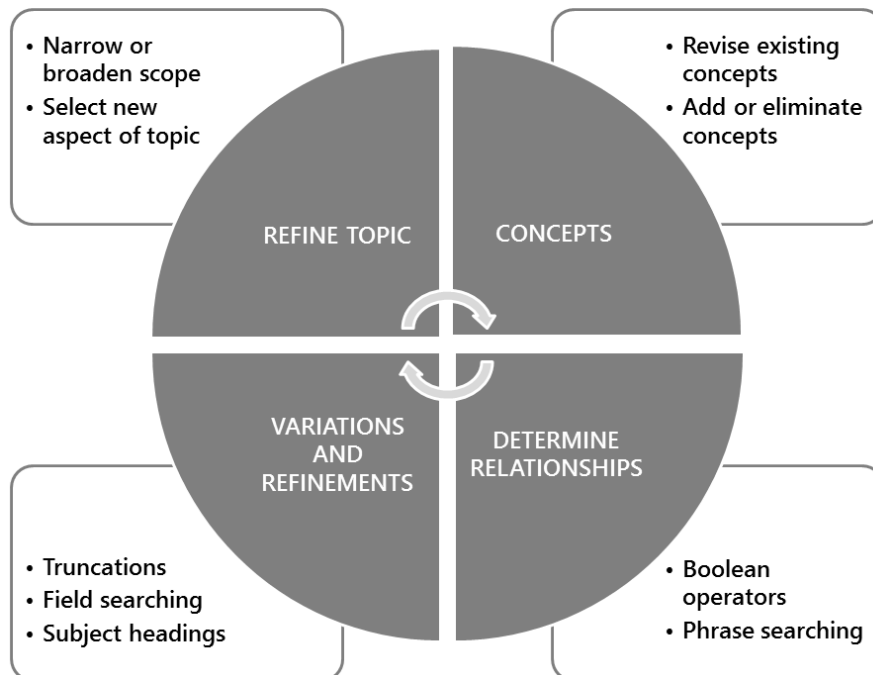 • Narrow or
broaden scope
• Select new
aspect of topic
• Revise existing
concepts
• Add or eliminate
concepts
REFINE TOPIC
CONCEPTS
VARIATIONS
AND
REFINEMENTS
DETERMINE
RELATIONSHIPS
• Truncations
• Field searching
• Subject headings
• Boolean
operators
• Phrase searching